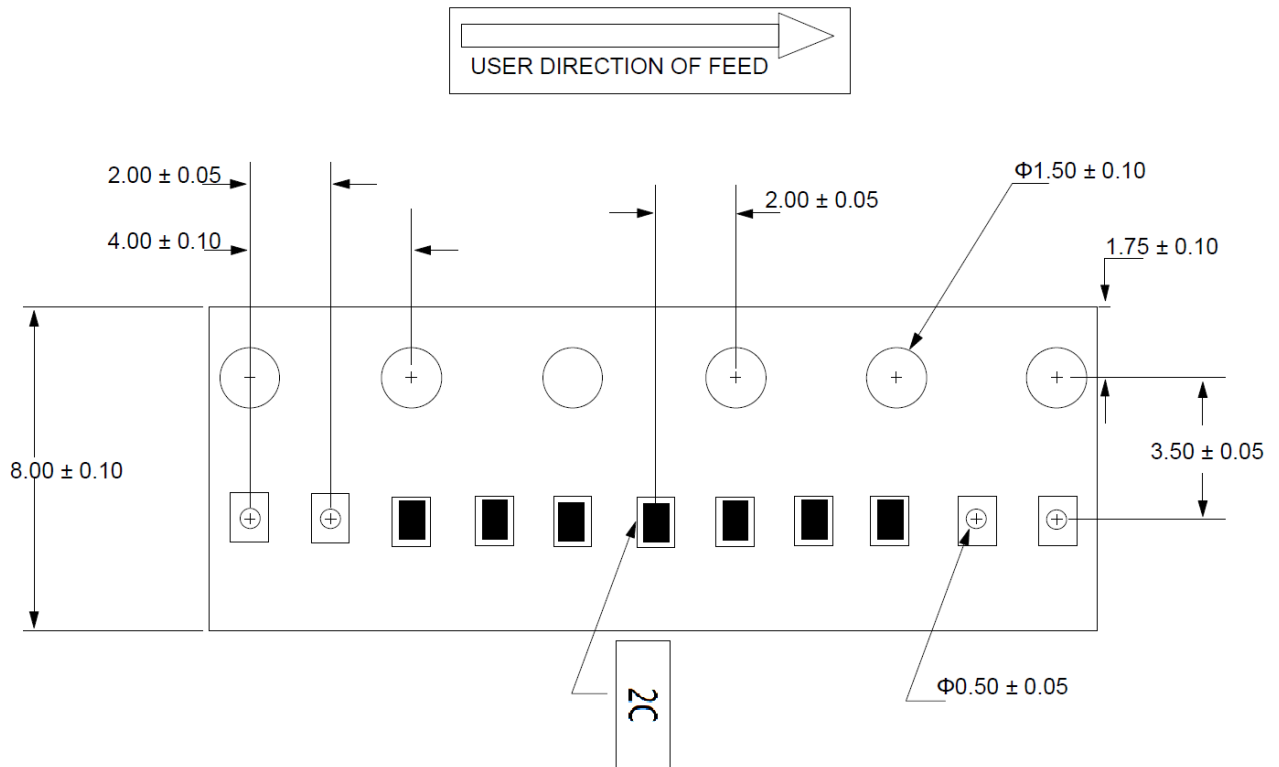 USER DIRECTION OF FEED
2.00 ± 0.05
Φ1.50 ± 0.10
2.00 ± 0.05
4.00 ± 0.10
1.75 ± 0.10
8.00 ± 0.10
3.50 ± 0.05
Φ0.50 ± 0.05
2C